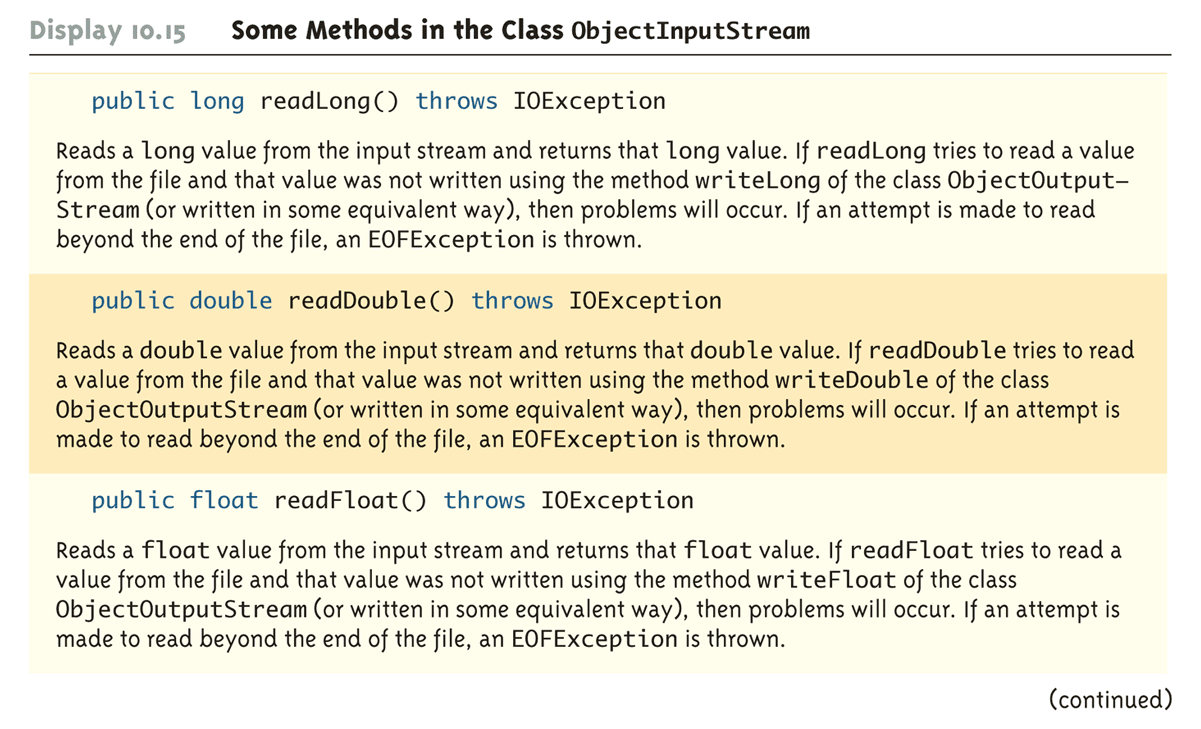 Display 10.15 Some Methods in the Class ObjectInputStream
public long readLong() throws IOException
Reads a long value from the input stream and returns that long value. If readLong tries to read a value
from the file and that value was not written using the method writeLong of the class ObjectOutput–
Stream (or written in some equivalent way), then problems will occur. If an attempt is made to read
beyond the end of the file, an EOFException is thrown.
public double readDouble() throws IOException
Reads a double value from the input stream and returns that double value. If readDouble tries to read
a value from the file and that value was not written using the method writeDouble of the class
ObjectOutputStream (or written in some equivalent way), then problems will occur. If an attempt is
made to read beyond the end of the file, an EOFException is thrown.
public float readFloat() throws IOException
Reads a float value from the input stream and returns that float value. If readFloat tries to read a
value from the file and that value was not written using the method writeFloat of the class
ObjectOutputStream (or written in some equivalent way), then problems will occur. If an attempt is
made to read beyond the end of the file, an EOFException is thrown.
(continued)